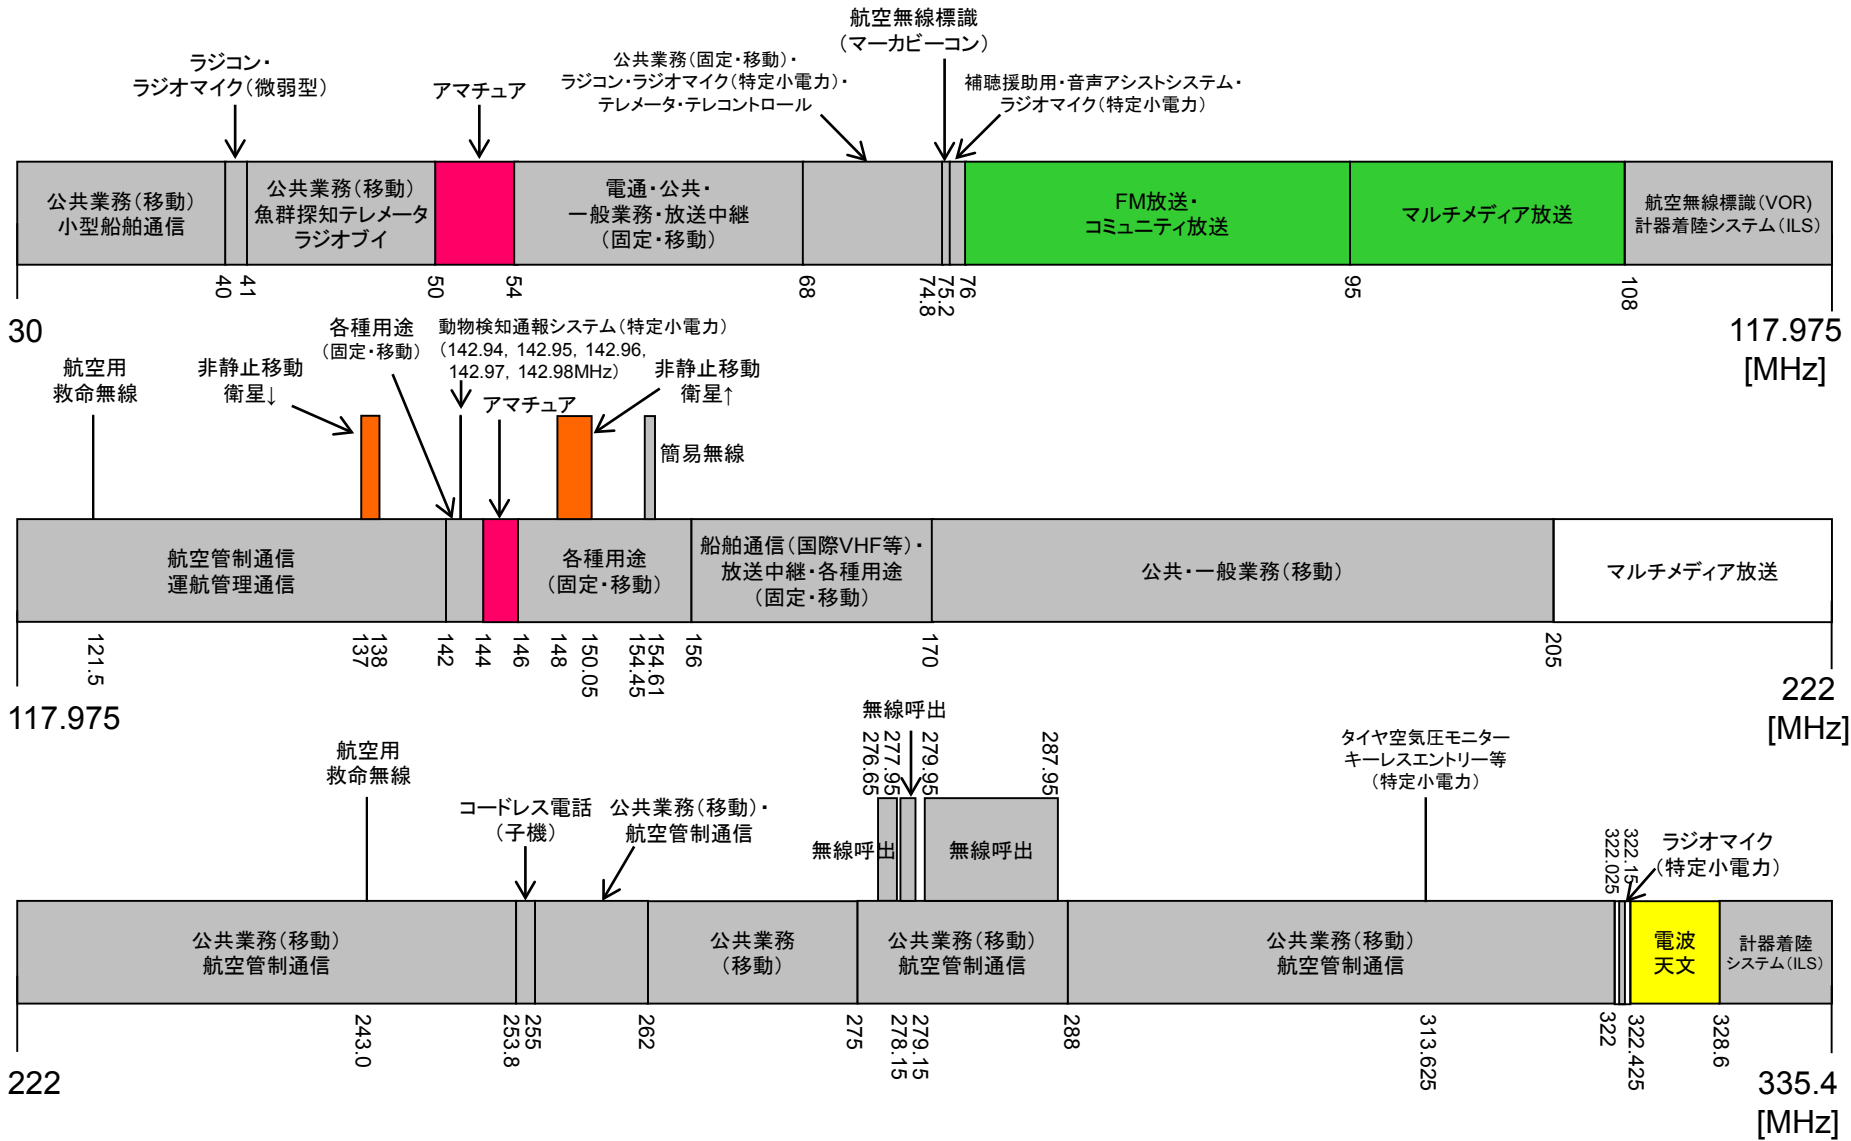 航空無線標識
（マーカビーコン）
ラジコン・
ラジオマイク（微弱型）
アマチュア
公共業務（固定・移動）・
ラジコン・ラジオマイク（特定小電力）・
テレメータ・テレコントロール
補聴援助用・音声アシストシステム・
ラジオマイク（特定小電力）
公共業務（移動）
小型船舶通信
公共業務（移動）
魚群探知テレメータ
ラジオブイ
電通・公共・
一般業務・放送中継
（固定・移動）
FM放送・
コミュニティ放送
マルチメディア放送
航空無線標識（VOR）
計器着陸システム（ILS）
40
41
50
54
68
74.8
75.2
76
95
108
30
117.975
[MHz]
航空用
救命無線
非静止移動
衛星↓
各種用途
（固定・移動）
動物検知通報システム（特定小電力）
（142.94, 142.95, 142.96,
142.97, 142.98MHz）
アマチュア
非静止移動
衛星↑
簡易無線
航空管制通信
運航管理通信
各種用途
（固定・移動）
船舶通信（国際VHF等）・
放送中継・各種用途
（固定・移動）
公共・一般業務（移動）
マルチメディア放送
121.5
137
138
142
144
146
148
150.05
154.45
154.61
156
170
205
117.975
222
[MHz]
航空用
救命無線
コードレス電話
（子機）
公共業務（移動）・
航空管制通信
無線呼出
276.65
277.95
279.95
287.95
無線呼出
無線呼出
タイヤ空気圧モニター
キーレスエントリー等
（特定小電力）
322.025
322.15
ラジオマイク
（特定小電力）
公共業務（移動）
航空管制通信
公共業務
（移動）
公共業務（移動）
航空管制通信
公共業務（移動）
航空管制通信
電波
天文
計器着陸
システム（ILS）
243.0
253.8
255
262
275
278.15
279.15
288
313.625
322
322.425
328.6
222
335.4
[MHz]